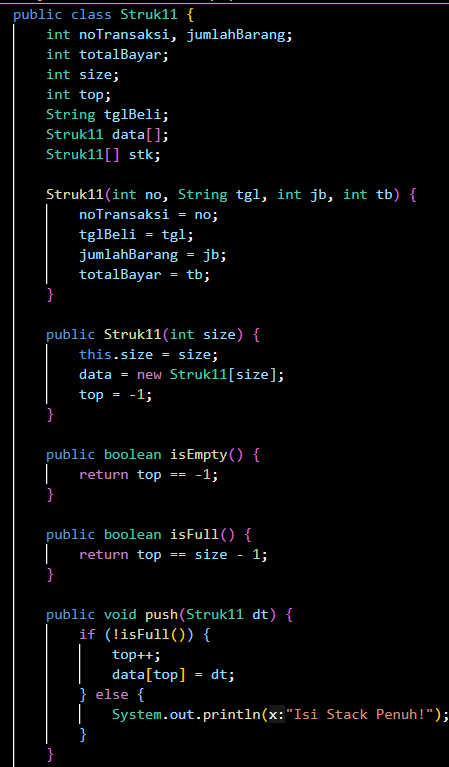 public class Struk11 {
    int noTransaksi, jumlahBarang;
    int totalBayar;
    int size;
    int top;
    String tglBeli;
    Struk11 data[];
    Struk11[] stk;

    Struk11(int no, String tgl, int jb, int tb) {
        noTransaksi = no;
        tglBeli = tgl;
        jumlahBarang = jb;
        totalBayar = tb;
    }

    public Struk11(int size) {
        this.size = size;
        data = new Struk11[size];
        top = -1;
    }

    public boolean isEmpty() {
        return top == -1;
    }

    public boolean isFull() {
        return top == size - 1;
    }

    public void push(Struk11 dt) {
        if (!isFull()) {
            top++;
            data[top] = dt;
        } else {
            System.out.println(x:"Isi Stack Penuh!");
        }
    }